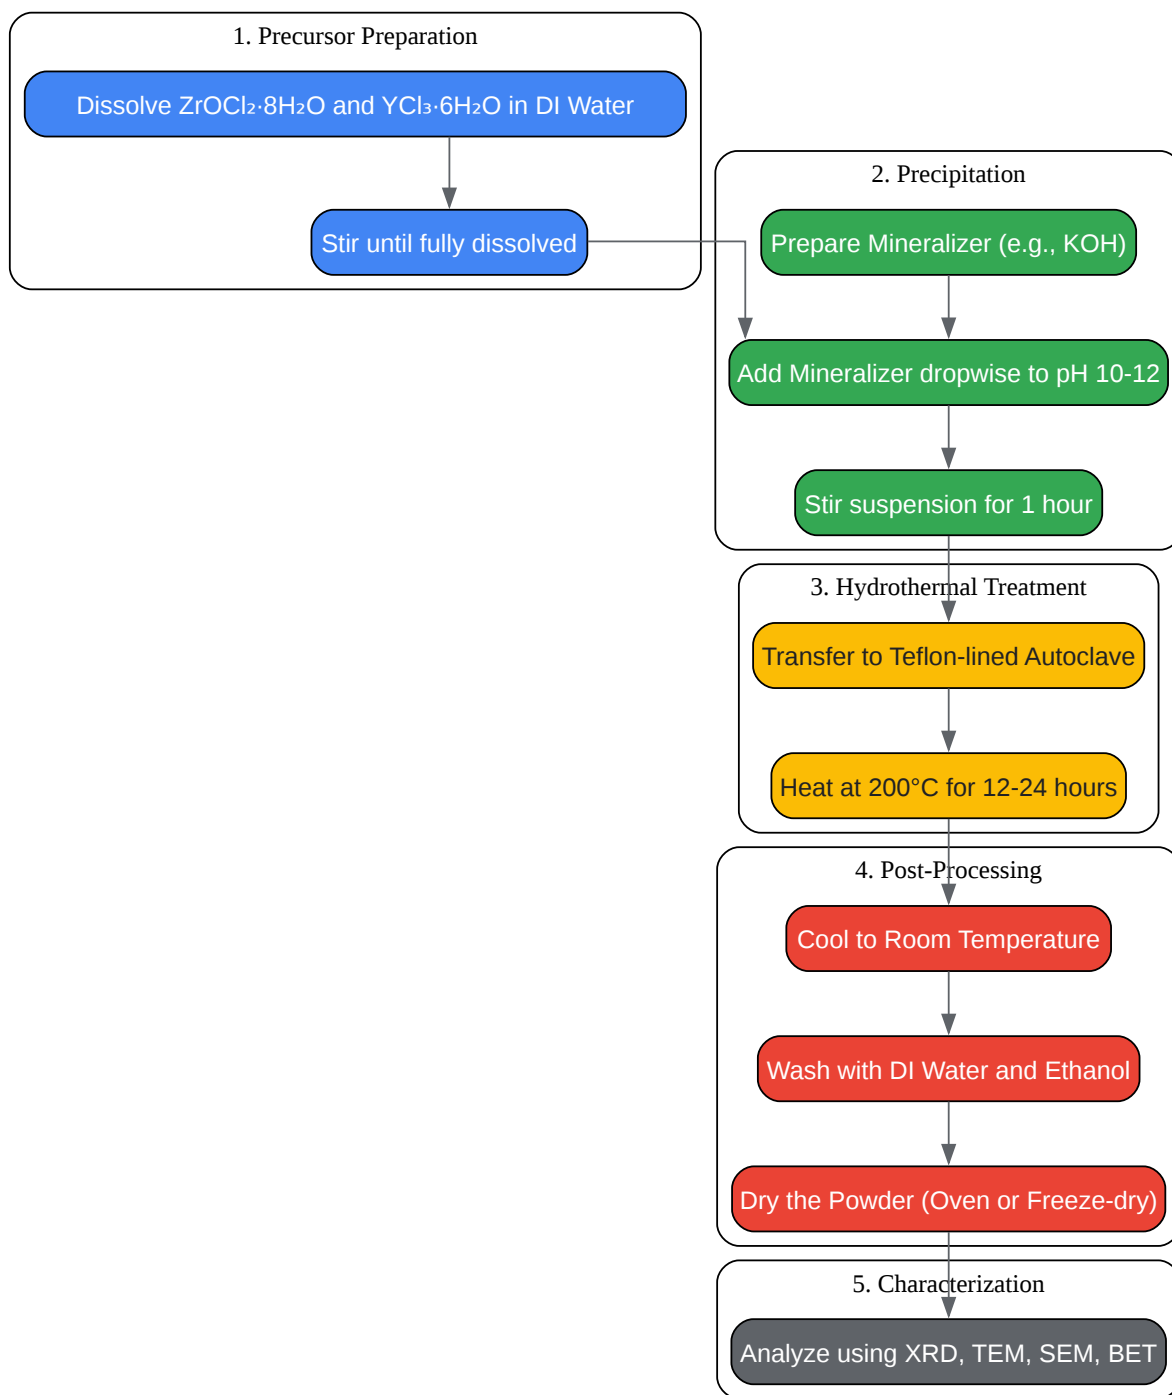 1. Precursor Preparation
Dissolve ZrOCl₂·8H₂O and YCl₃·6H₂O in DI Water
Stir until fully dissolved
2. Precipitation
Prepare Mineralizer (e.g., KOH)
Add Mineralizer dropwise to pH 10-12
Stir suspension for 1 hour
3. Hydrothermal Treatment
Transfer to Teflon-lined Autoclave
Heat at 200°C for 12-24 hours
4. Post-Processing
Cool to Room Temperature
Wash with DI Water and Ethanol
Dry the Powder (Oven or Freeze-dry)
5. Characterization
Analyze using XRD, TEM, SEM, BET